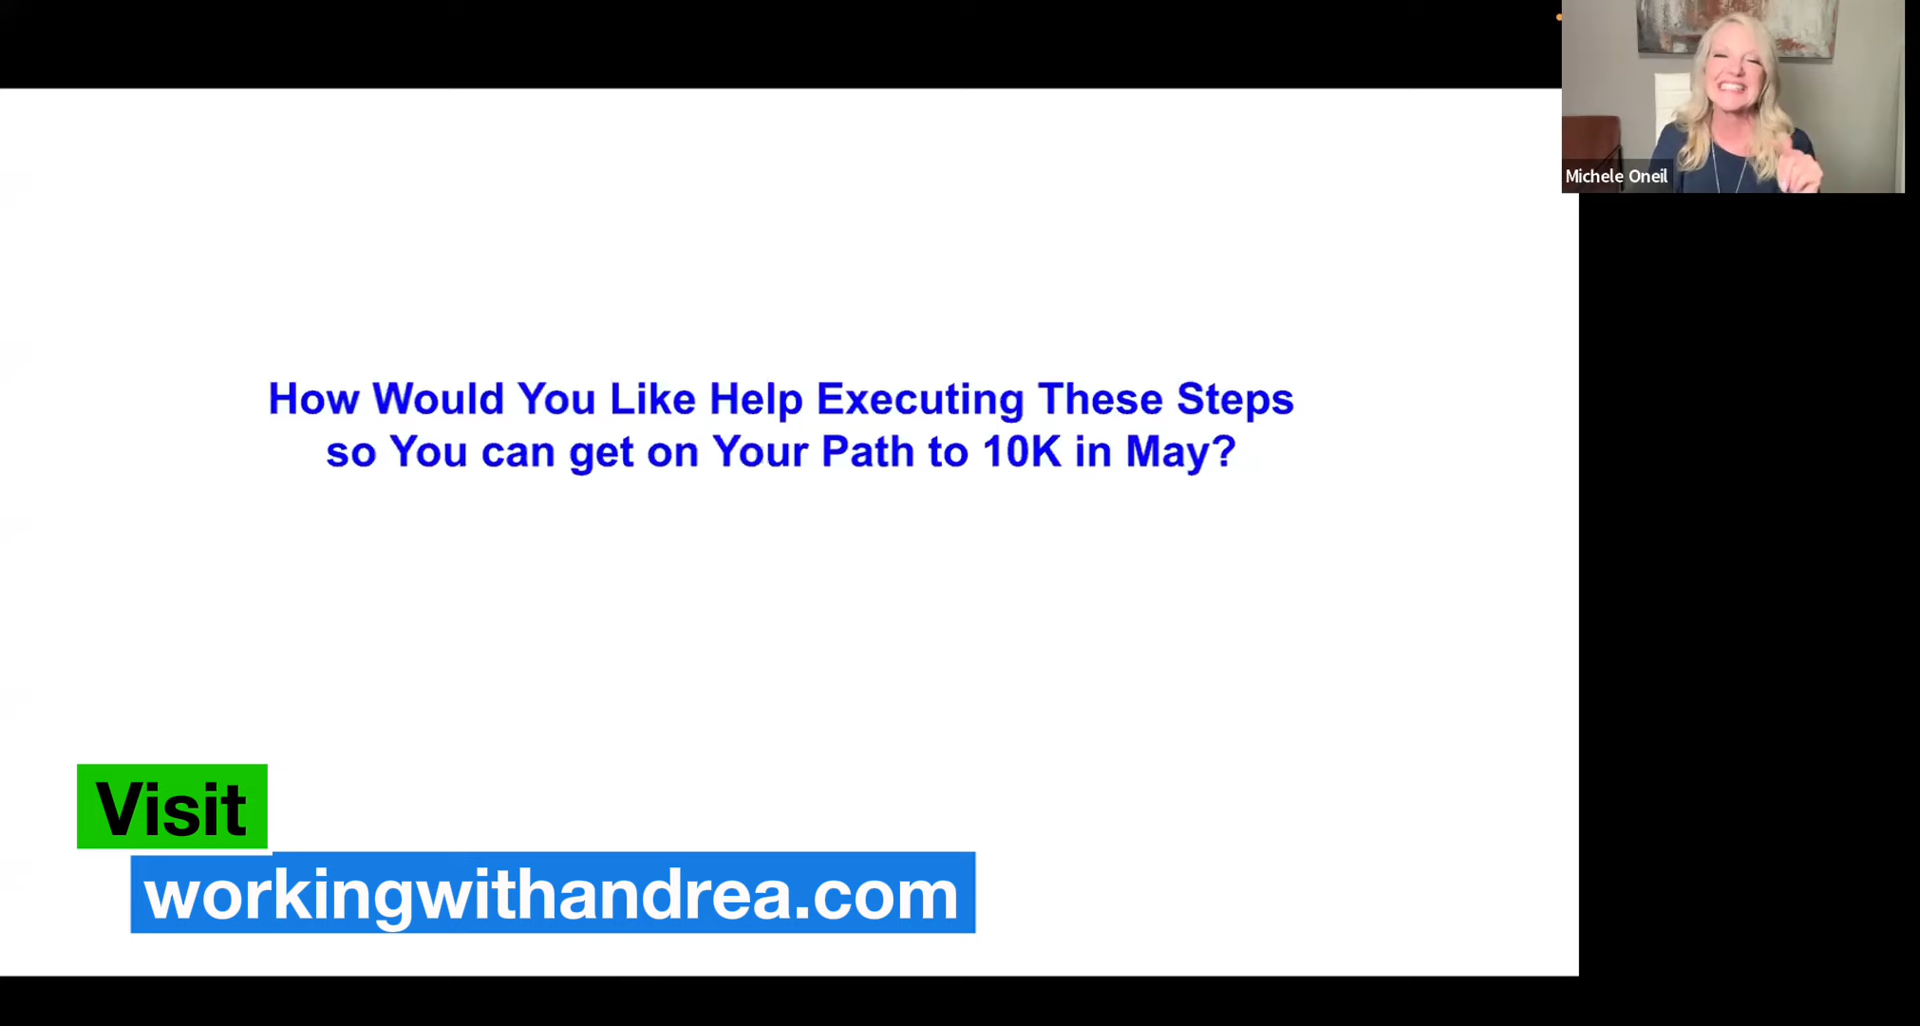 Michele Oneil
How Would You Like Help Executing These Steps
so You can get on Your Path to 10K in May?
Visit
workingwithandrea.com